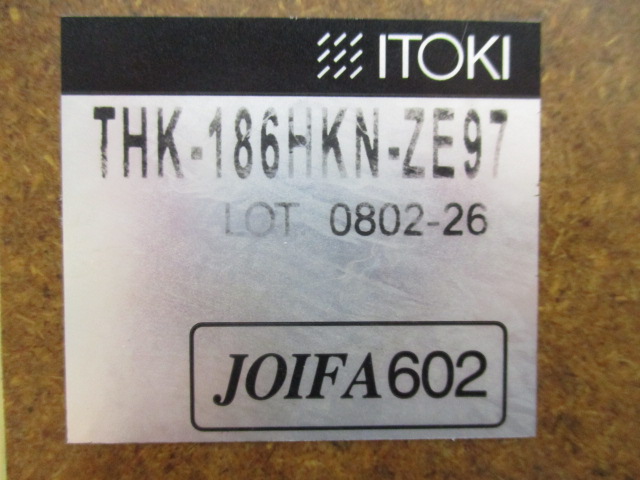 ITOKI
THK-186HKN-ZE97
LOT. 0802-26
JOIFA602